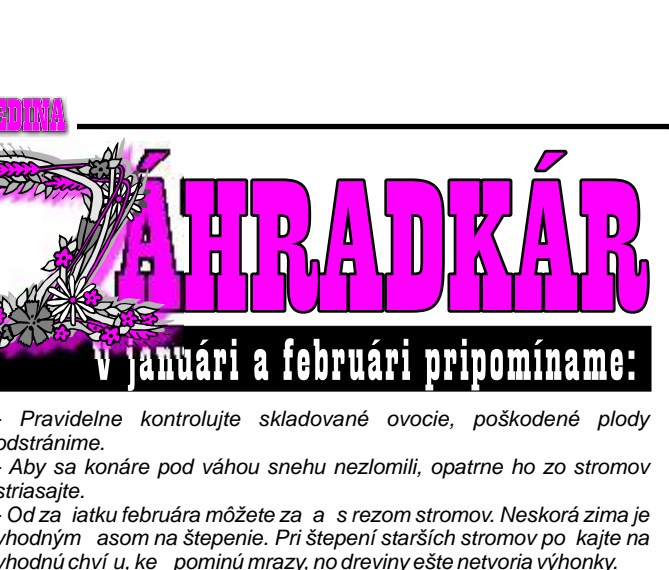 EDINA
ZÁHRADKÁR
V januári a februári pripomíname:
- Pravidelne kontrolujte skladované ovocie, poškodené plody
odstránime.
- Aby sa konáre pod váhou snehu nezlomili, opatrne ho zo stromov
striasajte.
- Od za iatku februára môžete za a s rezom stromov. Neskorá zima je
vhodným asom na štepenie. Pri štepení starších stromov po kajte na
vhodnú chví u, ke pominú mrazy, no dreviny ešte netvoria výhonky.